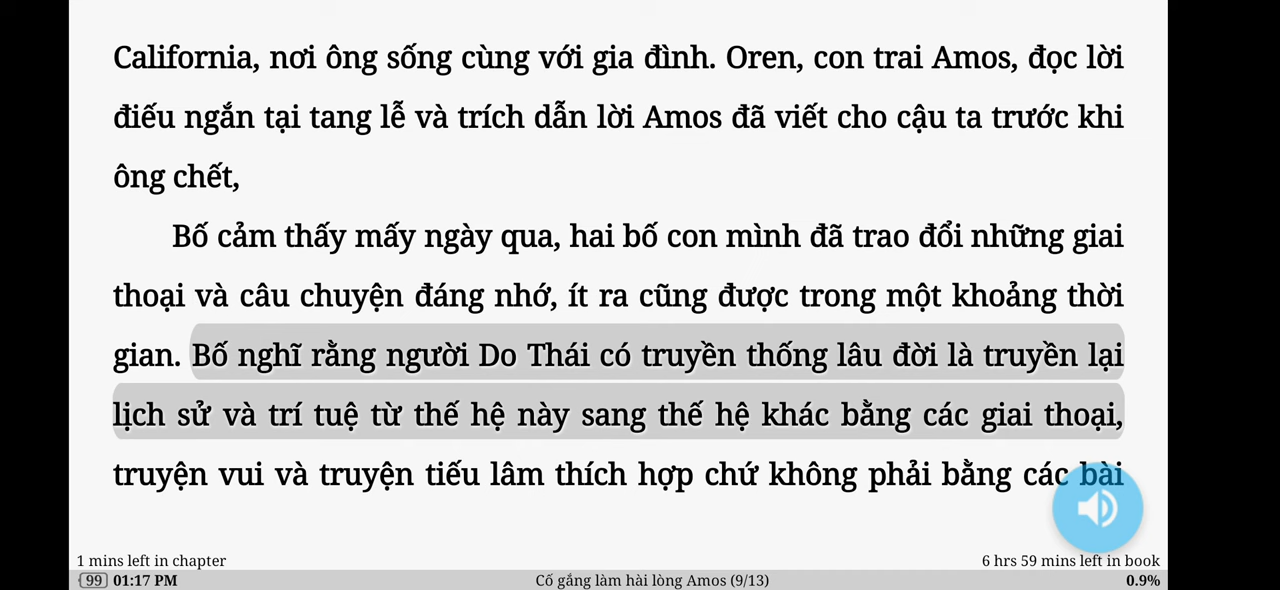 California, nơi ông sống cùng với gia đình. Oren, con trai Amos, đọc lời
điếu ngắn tại tang lễ và trích dẫn lời Amos đã viết cho cậu ta trước khi
ông chết,
Bố cảm thấy mấy ngày qua, hai bố con mình đã trao đổi những giai
thoại và câu chuyện đáng nhớ, ít ra cũng được trong một khoảng thời
gian. Bố nghĩ rằng người Do Thái có truyền thống lâu đời là truyền lại
lịch sử và trí tuệ từ thế hệ này sang thế hệ khác bằng các giai thoại,
truyện vui và truyện tiếu lâm thích hợp chứ không phải bằng các bài
1 mins left in chapter
6 hrs 59 mins left in book
99 01:17 PM
Cố gắng làm hài lòng Amos (9/13)
0.9%